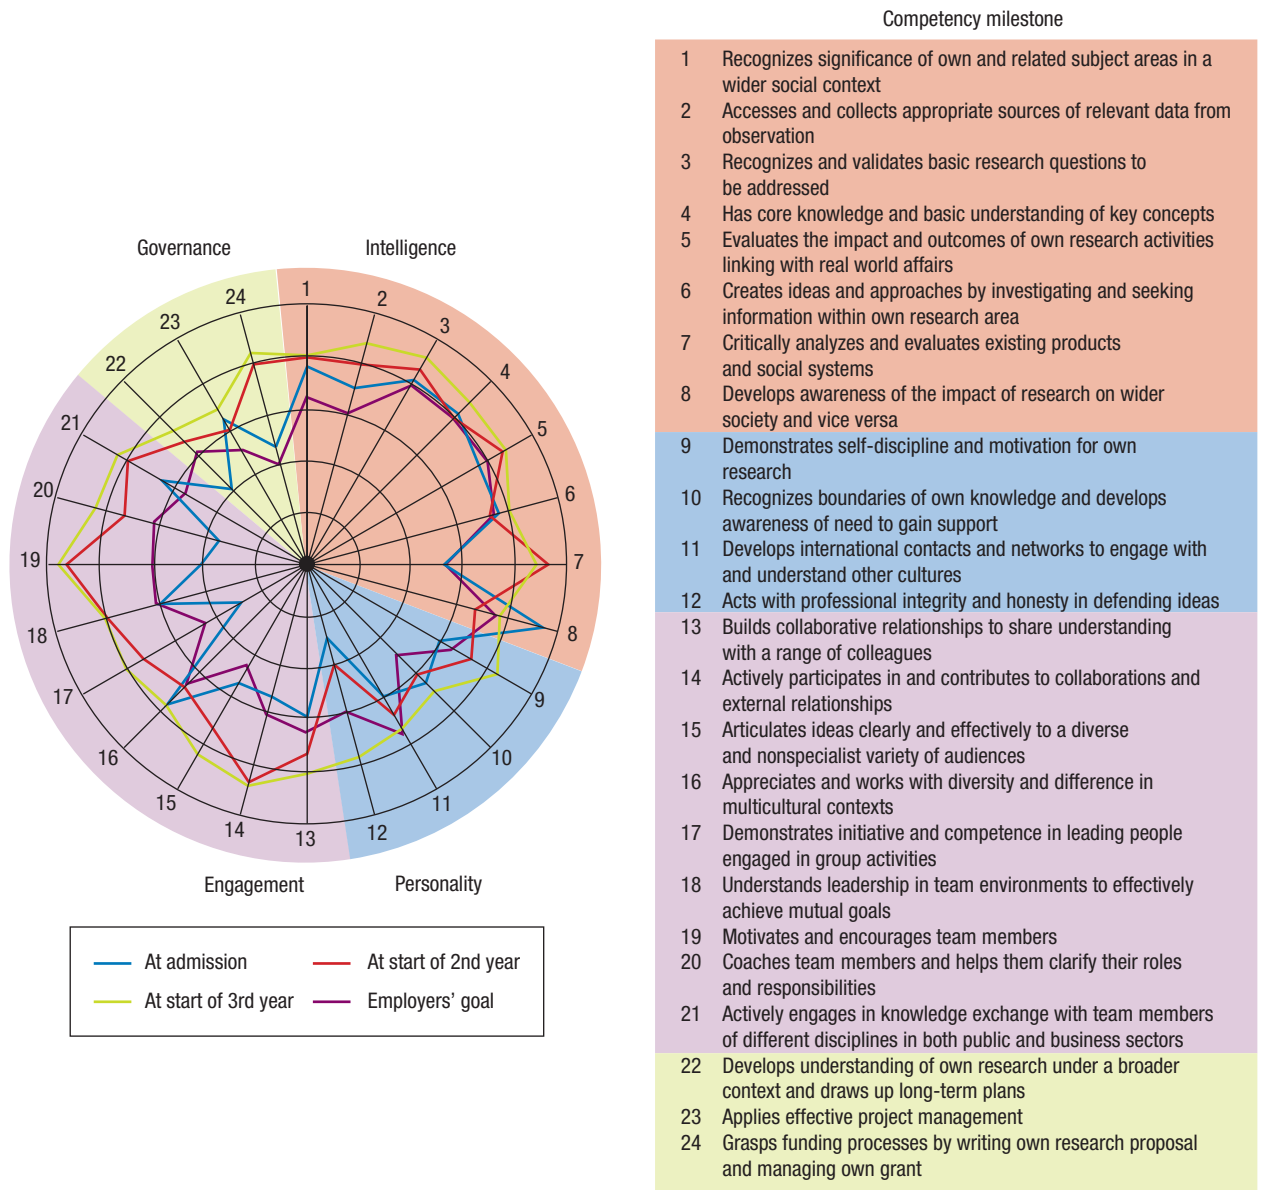 Competency milestone
1 Recognizes significance of own and related subject areas in a
wider social context
2 Accesses and collects appropriate sources of relevant data from
observation
3 Recognizes and validates basic research questions to
be addressed
4 Has core knowledge and basic understanding of key concepts
5 Evaluates the impact and outcomes of own research activities
linking with real world affairs
6 Creates ideas and approaches by investigating and seeking
information within own research area
7 Critically analyzes and evaluates existing products
and social systems
8 Develops awareness of the impact of research on wider
society and vice versa
9 Demonstrates self-discipline and motivation for own
research
10 Recognizes boundaries of own knowledge and develops
awareness of need to gain support
11 Develops international contacts and networks to engage with
and understand other cultures
12 Acts with professional integrity and honesty in defending ideas
13 Builds collaborative relationships to share understanding
with a range of colleagues
14 Actively participates in and contributes to collaborations and
external relationships
15 Articulates ideas clearly and effectively to a diverse
and nonspecialist variety of audiences
16 Appreciates and works with diversity and difference in
multicultural contexts
17 Demonstrates initiative and competence in leading people
engaged in group activities
18 Understands leadership in team environments to effectively
achieve mutual goals
19 Motivates and encourages team members
20 Coaches team members and helps them clarify their roles
and responsibilities
21 Actively engages in knowledge exchange with team members
of different disciplines in both public and business sectors
22 Develops understanding of own research under a broader
context and draws up long-term plans
23 Applies effective project management
24 Grasps funding processes by writing own research proposal
and managing own grant
Governance
Intelligence
1
2
3
4
5
6
7
8
9
10
11
12
13
14
15
16
17
18
19
20
21
22
23
24
Engagement
Personality
At admission
At start of 2nd year
At start of 3rd year
Employers' goal